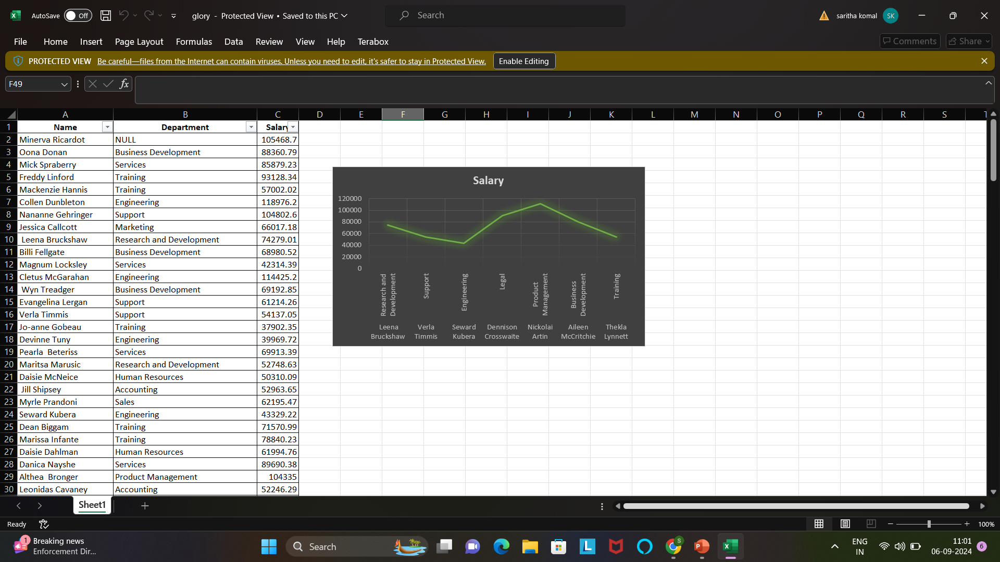 AutoSave Off glory - Protected View • Saved to this PC Search saritha komal SK
File Home Insert Page Layout Formulas Data Review View Help Terabox Comments Share
PROTECTED VIEW Be careful—files from the Internet can contain viruses. Unless you need to edit, it's safer to stay in Protected View. Enable Editing
F49 fx
A B C D E F G H I J K L M N O P Q R S T
1 Name Department Salary
2 Minerva Ricardot NULL 105468.7
3 Oona Donan Business Development 88360.79
4 Mick Spraberry Services 85879.23
5 Freddy Linford Training 93128.34
6 Mackenzie Hannis Training 57002.02
7 Collen Dunbleton Engineering 118976.2
8 Nananne Gehringer Support 104802.6
9 Jessica Callcott Marketing 66017.18
10 Leena Bruckshaw Research and Development 74279.01
11 Billi Fellgate Business Development 68980.52
12 Magnum Locksley Services 42314.39
13 Cletus McGarahan Engineering 114425.2
14 Wyn Treadger Business Development 69192.85
15 Evangelina Lergan Support 61214.26
16 Verla Timmis Support 54137.05
17 Jo-anne Gobeau Training 37902.35
18 Devinne Tuny Engineering 39969.72
19 Pearla  Beteriss Services 69913.39
20 Maritsa Marusic Research and Development 52748.63
21 Daisie McNeice Human Resources 50310.09
22 Jill Shipsey Accounting 52963.65
23 Myrle Prandoni Sales 62195.47
24 Seward Kubera Engineering 43329.22
25 Dean Biggam Training 71570.99
26 Marissa Infante Training 78840.23
27 Daisie Dahlman Human Resources 61994.76
28 Danica Nayshe Services 89690.38
29 Althea  Bronger Product Management 104335
30 Leonidas Cavaney Accounting 52246.29
Salary
120000
100000
80000
60000
40000
20000
0
Research and Development
Support
Engineering
Legal
Product Management
Business Development
Training
Leena Verla Seward Dennison Nickolai Aileen Thekla
Bruckshaw Timmis Kubera Crosswaite Artin McCritchie Lynnett
Sheet1
Ready 100%
1 Breaking news
Enforcement Dir...
Search
L
S
P
ENG
IN
11:01
06-09-2024
6